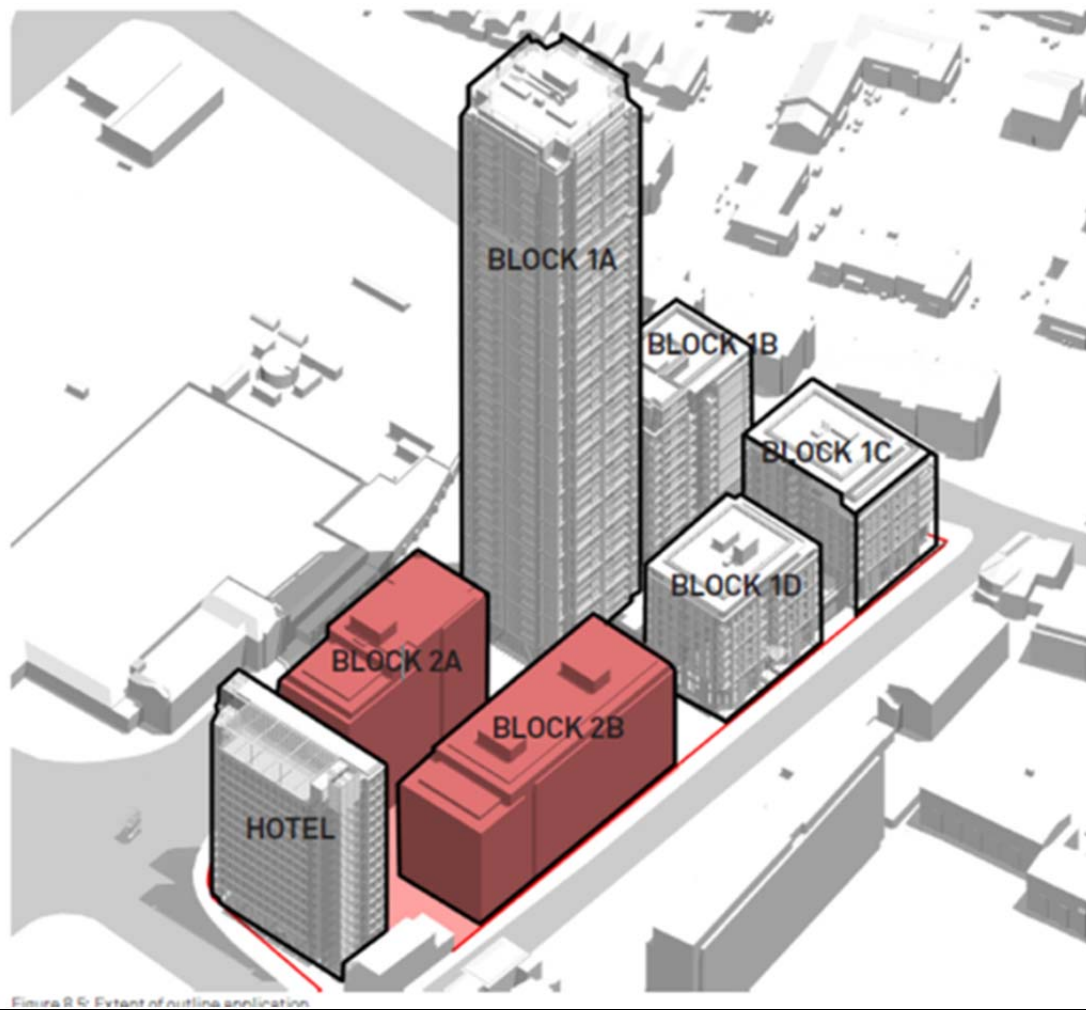 BLOCK 1A
BLOCK 1B
BLOCK 1C
BLOCK 1D
BLOCK 2A
BLOCK 2B
HOTEL
Figure 8.5: Extent of outline application